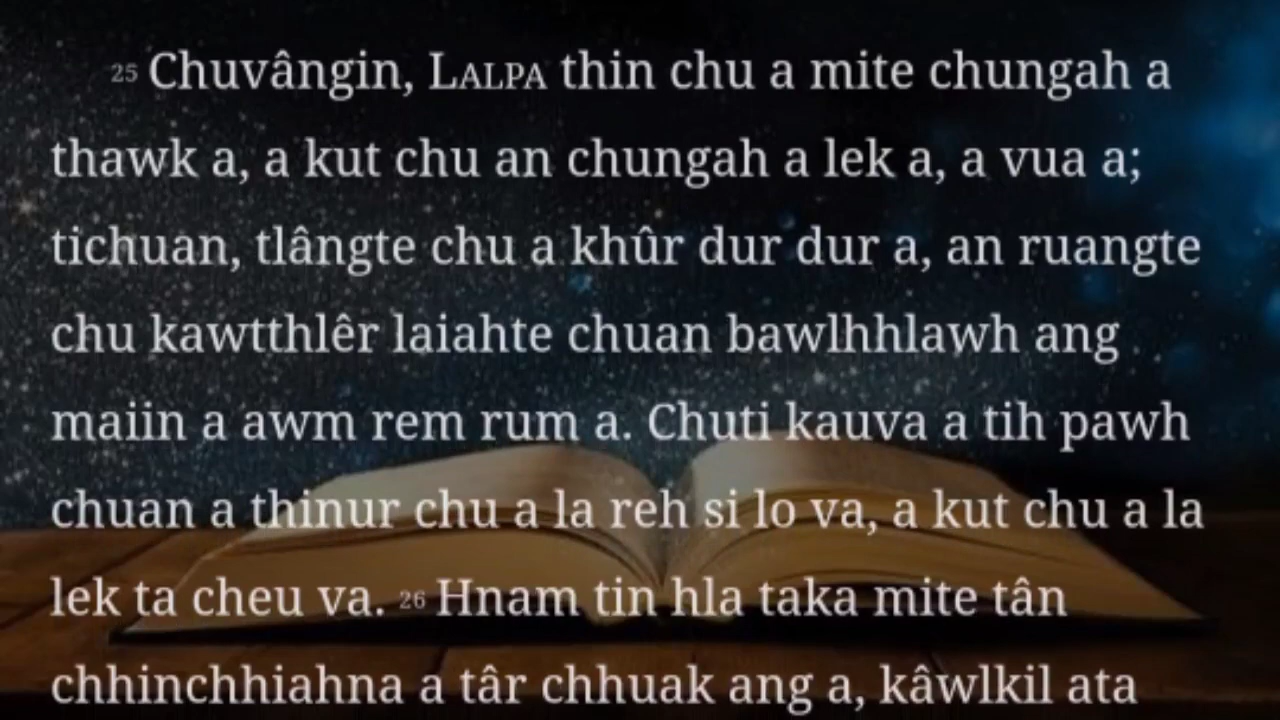 25 Chuvângin, LALPA thin chu a mite chungah a
thawk a, a kut chu an chungah a lek a, a vua a;
tichuan, tlângte chu a khûr dur dur a, an ruangte
chu kawtthlêr laiahte chuan bawlhhlawh ang
maiin a awm rem rum a. Chuti kauva a tih pawh
chuan a thinur chu a la reh si lo va, a kut chu a la
lek ta cheu va. 26 Hnam tin hla taka mite tân
chhinchhiahna a târ chhuak ang a, kâwlkil ata